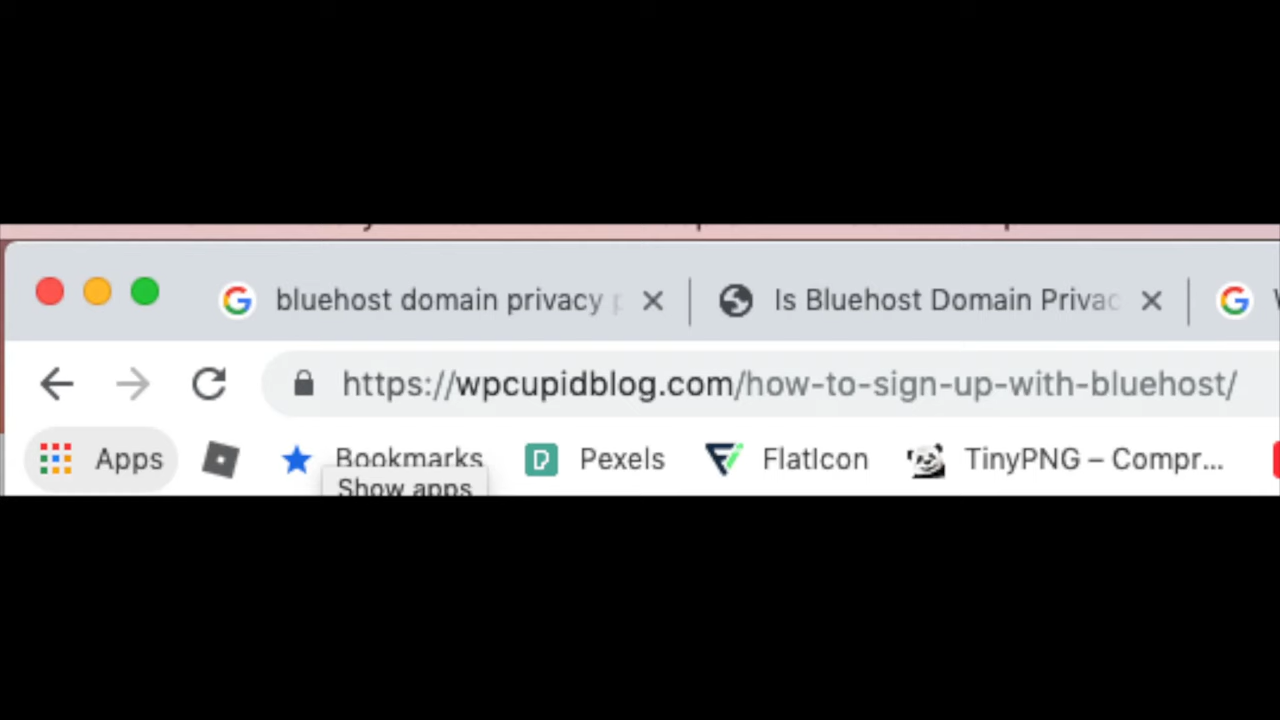 bluehost domain privacy
Is Bluehost Domain Privac
https://wpcupidblog.com/how-to-sign-up-with-bluehost/
Apps Bookmarks Pexels FlatIcon TinyPNG – Compr...
Show apps